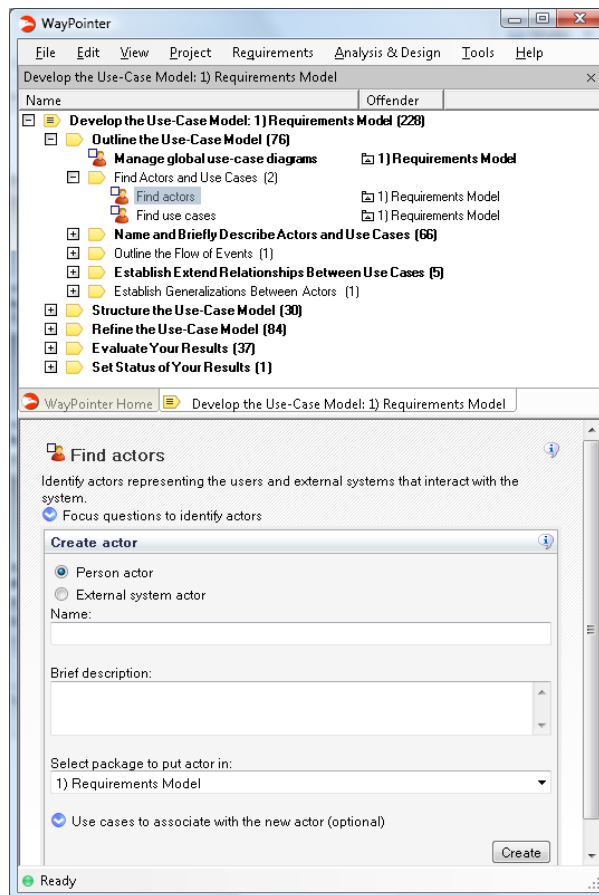 WayPointer
File Edit View Project Requirements Analysis & Design Tools Help
Develop the Use-Case Model: 1) Requirements Model
Name Offender
Develop the Use-Case Model: 1) Requirements Model (228)
Outline the Use-Case Model (76)
Manage global use-case diagrams 1) Requirements Model
Find Actors and Use Cases (2)
Find actors 1) Requirements Model
Find use cases 1) Requirements Model
Name and Briefly Describe Actors and Use Cases (66)
Outline the Flow of Events (1)
Establish Extend Relationships Between Use Cases (5)
Establish Generalizations Between Actors (1)
Structure the Use-Case Model (30)
Refine the Use-Case Model (84)
Evaluate Your Results (37)
Set Status of Your Results (1)
WayPointer Home Develop the Use-Case Model: 1) Requirements Model
Find actors
Identify actors representing the users and external systems that interact with the
system.
Focus questions to identify actors
Create actor
Person actor
External system actor
Name:
Brief description:
Select package to put actor in:
1) Requirements Model
Use cases to associate with the new actor (optional)
Create
Ready